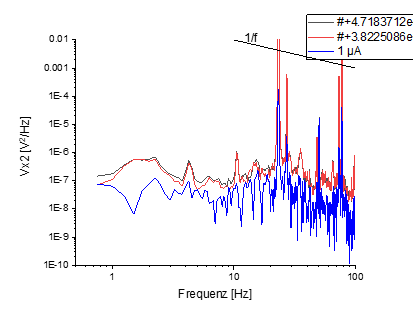 #+4.7183712e
#+3.8225086e
1 µA
1/f
0.01
0.001
1E-4
1E-5
1E-6
1E-7
1E-8
1E-9
1E-10
Vx2 [V²/Hz]
1
10
100
Frequenz [Hz]